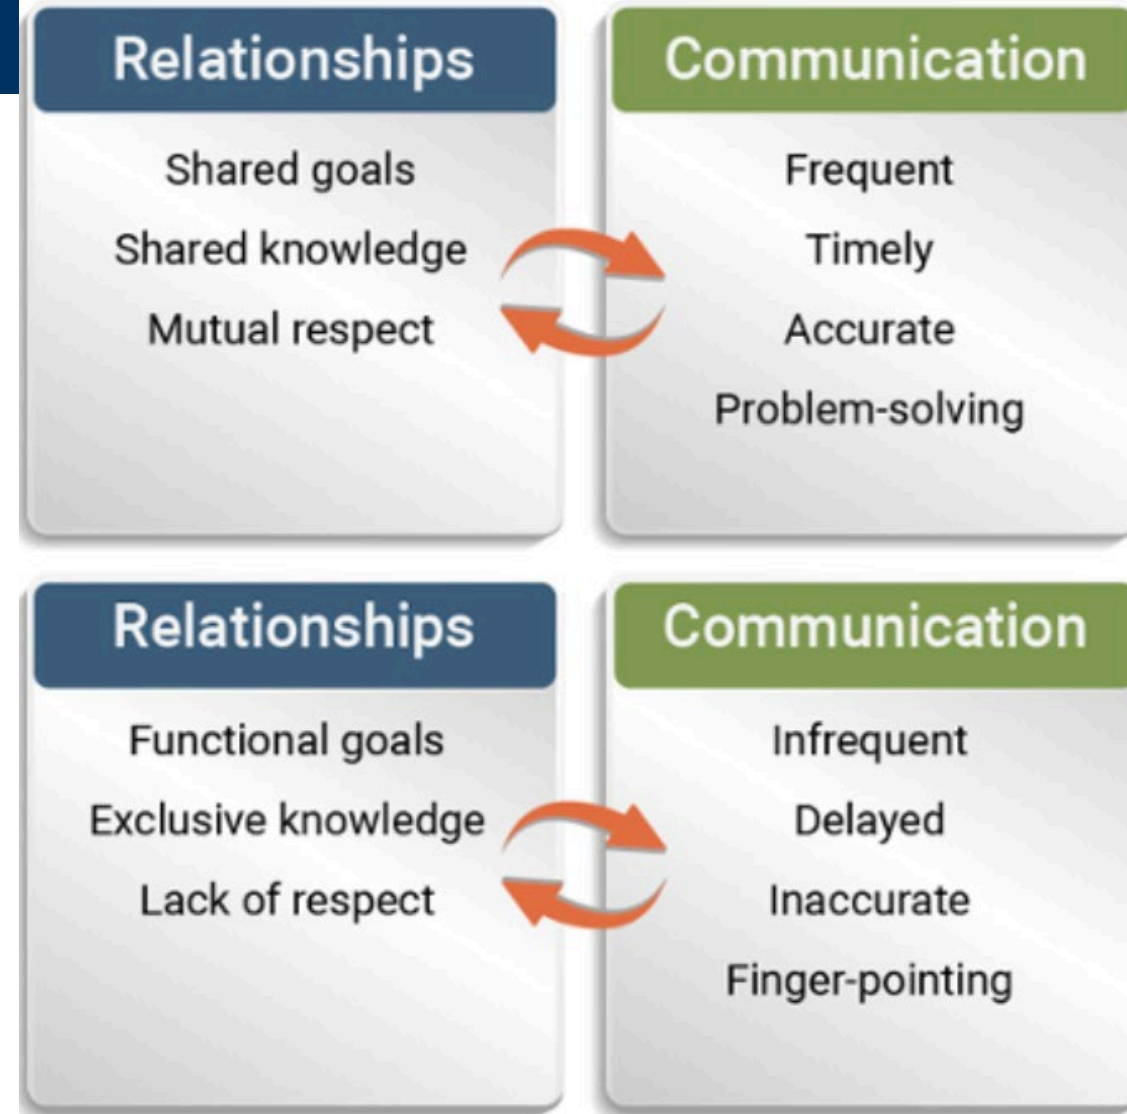 Relationships
Shared goals
Shared knowledge
Mutual respect
Communication
Frequent
Timely
Accurate
Problem-solving
Relationships
Functional goals
Exclusive knowledge
Lack of respect
Communication
Infrequent
Delayed
Inaccurate
Finger-pointing